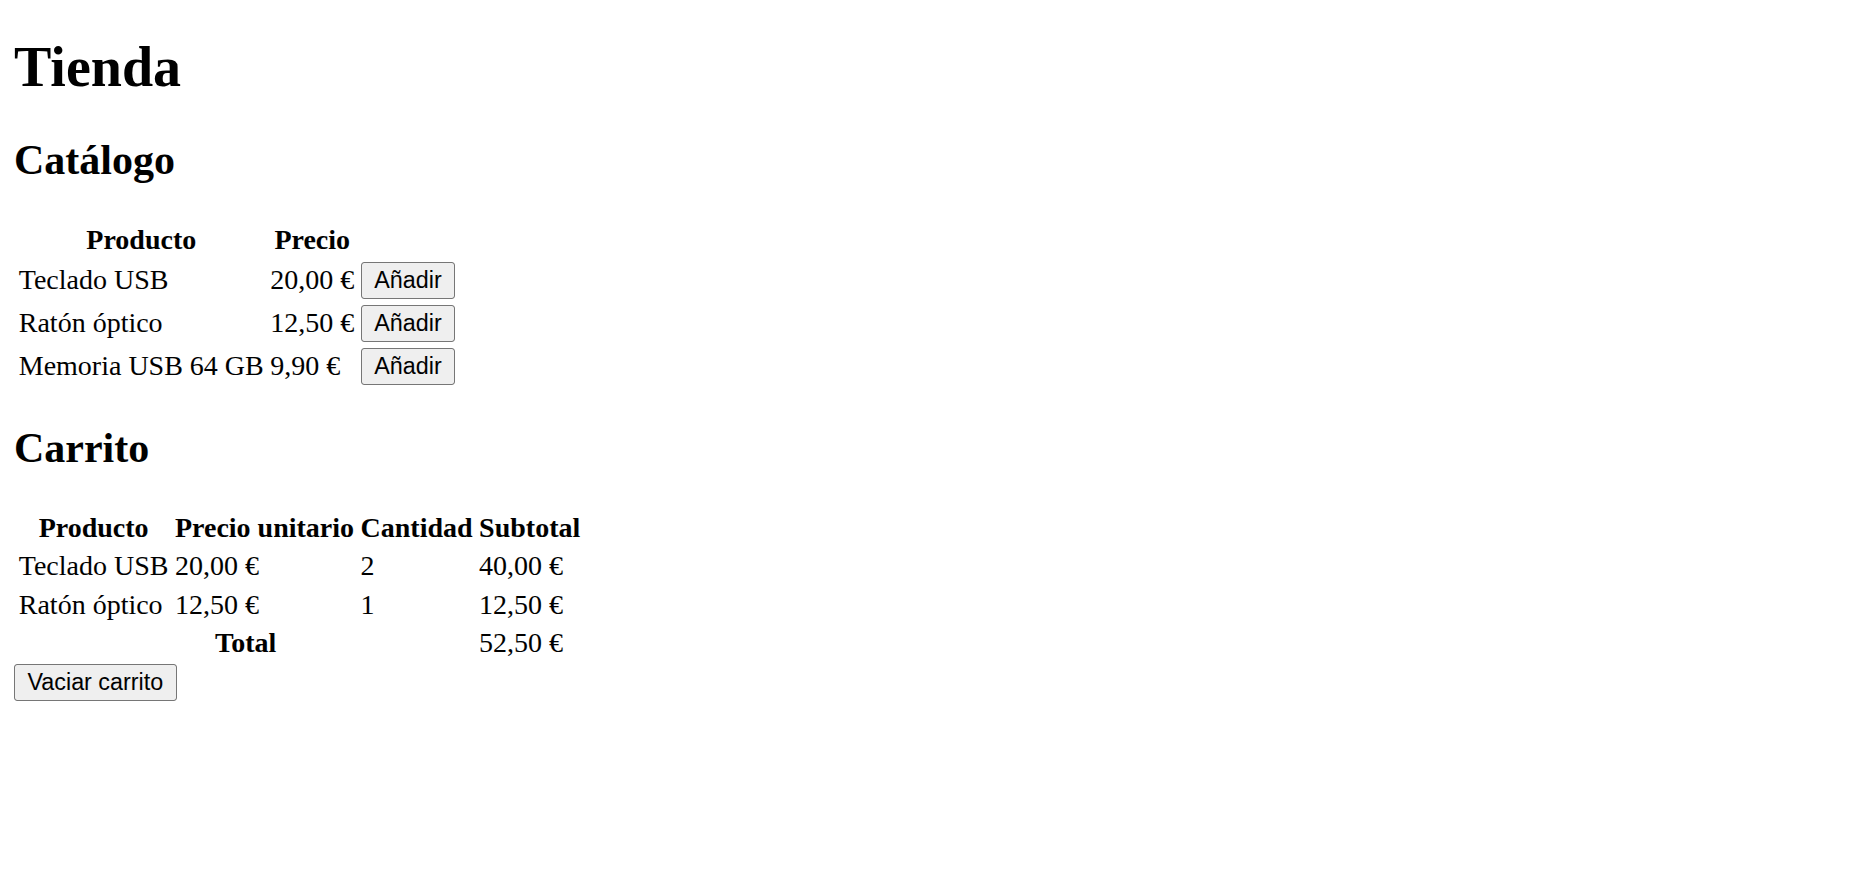 Tienda
Catálogo
Producto Precio
Teclado USB 20,00 € Añadir
Ratón óptico 12,50 € Añadir
Memoria USB 64 GB 9,90 € Añadir
Carrito
Producto Precio unitario Cantidad Subtotal
Teclado USB 20,00 € 2 40,00 €
Ratón óptico 12,50 € 1 12,50 €
Total 52,50 €
Vaciar carrito